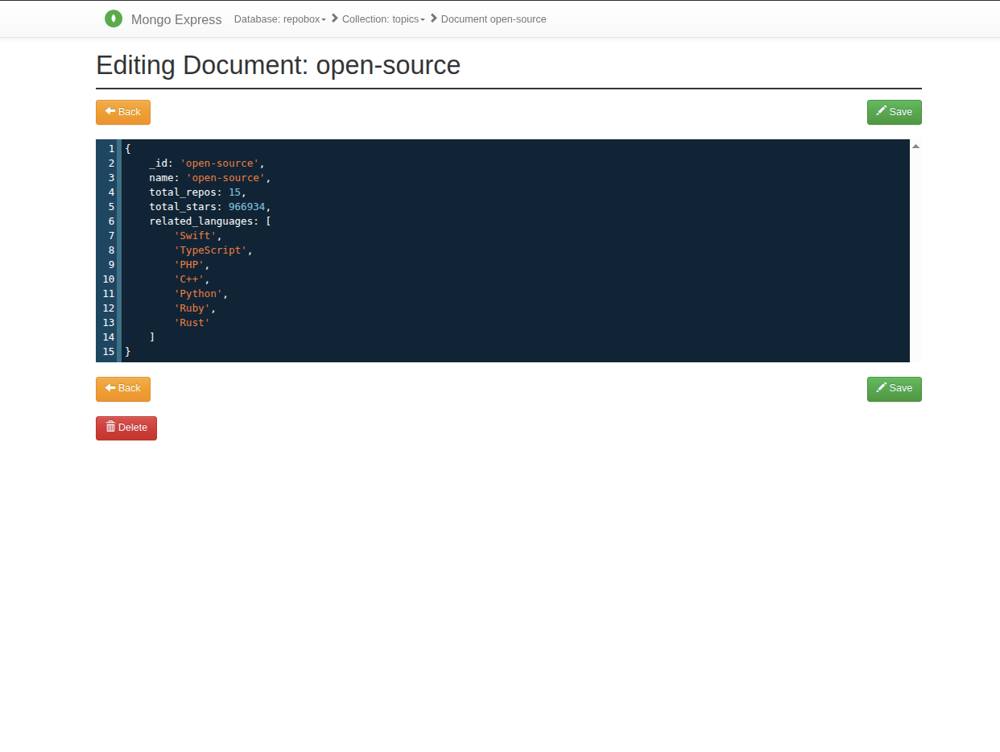 Mongo Express Database: repobox Collection: topics Document open-source
Editing Document: open-source
Back Save
1 {
2     _id: 'open-source',
3     name: 'open-source',
4     total_repos: 15,
5     total_stars: 966934,
6     related_languages: [
7         'Swift',
8         'TypeScript',
9         'PHP',
10         'C++',
11         'Python',
12         'Ruby',
13         'Rust'
14     ]
15 }
Back Save
Delete